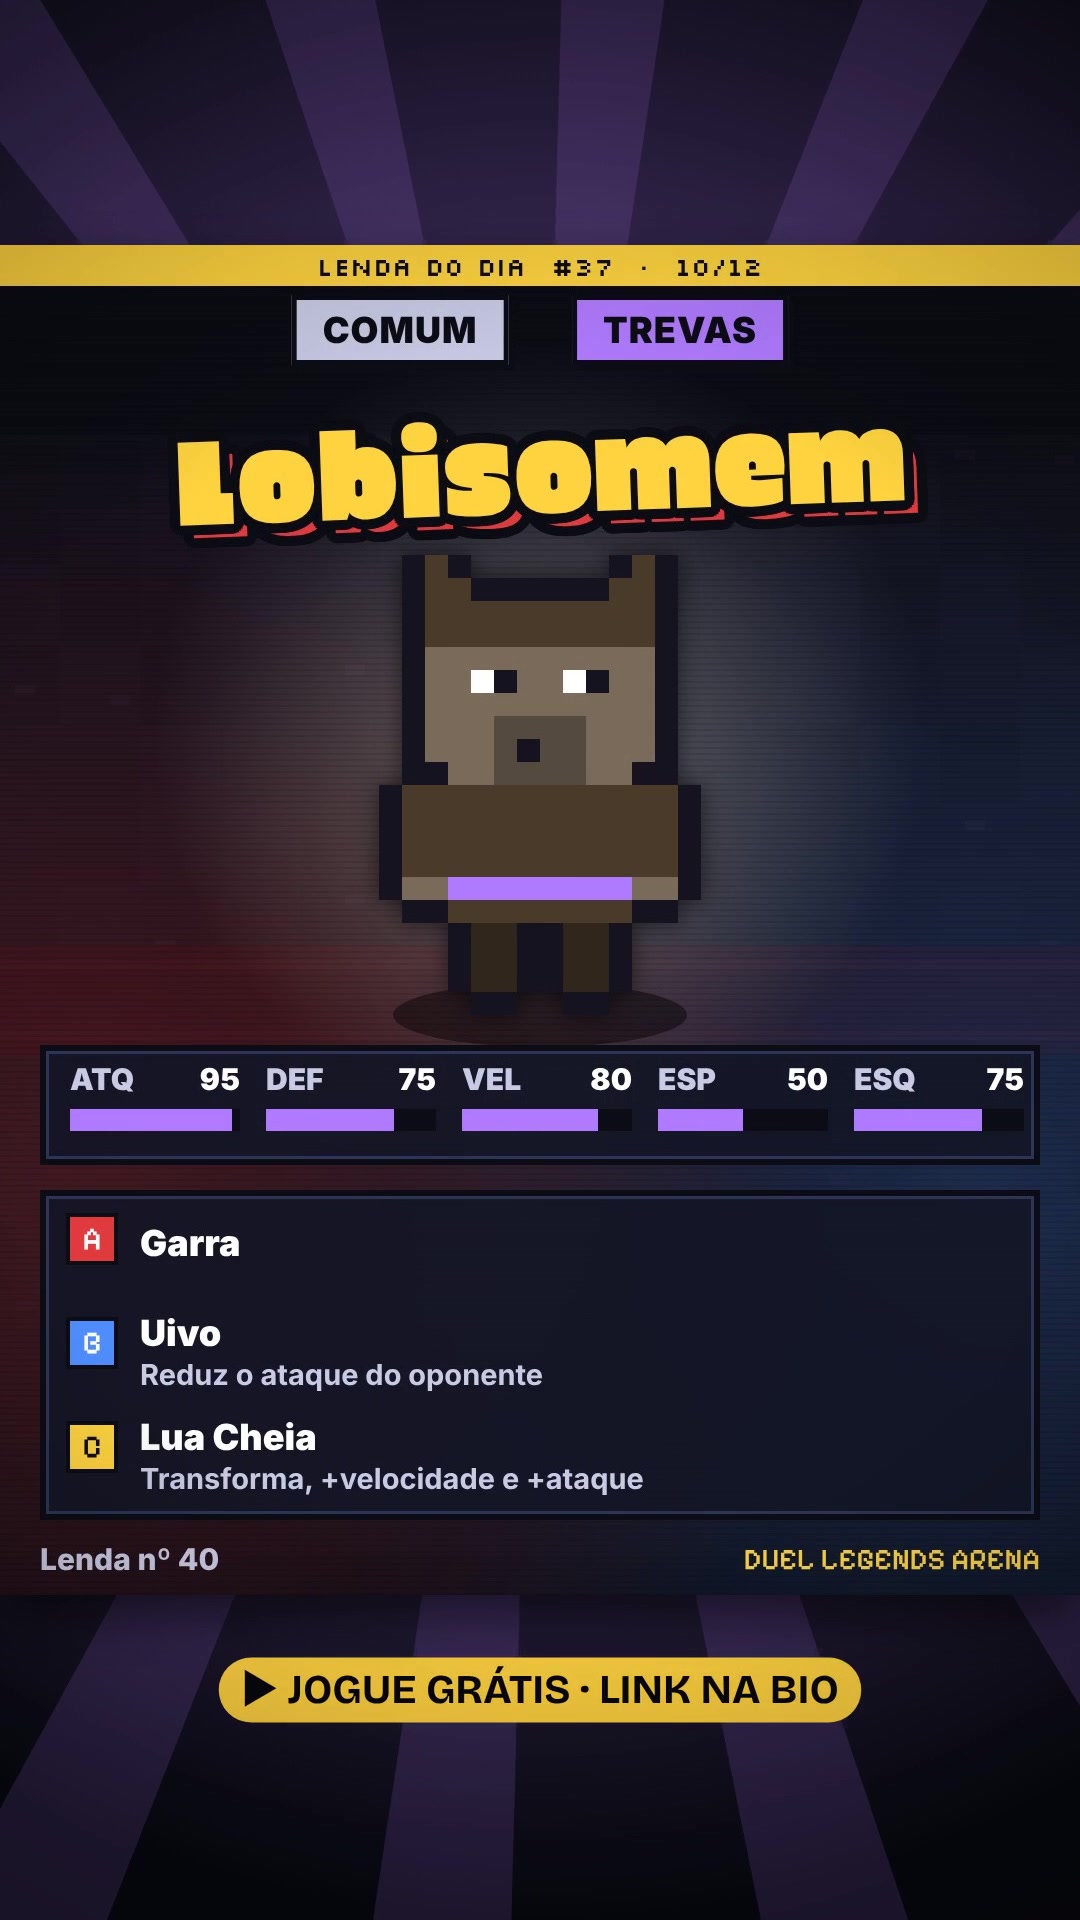 LENDA DO DIA #37 · 10/12
COMUM TREVAS
Lobisomem
ATQ 95 DEF 75 VEL 80 ESP 50 ESQ 75
A Garra
B Uivo
Reduz o ataque do oponente
C Lua Cheia
Transforma, +velocidade e +ataque
Lenda nº 40 DUEL LEGENDS ARENA
▶ JOGUE GRÁTIS · LINK NA BIO